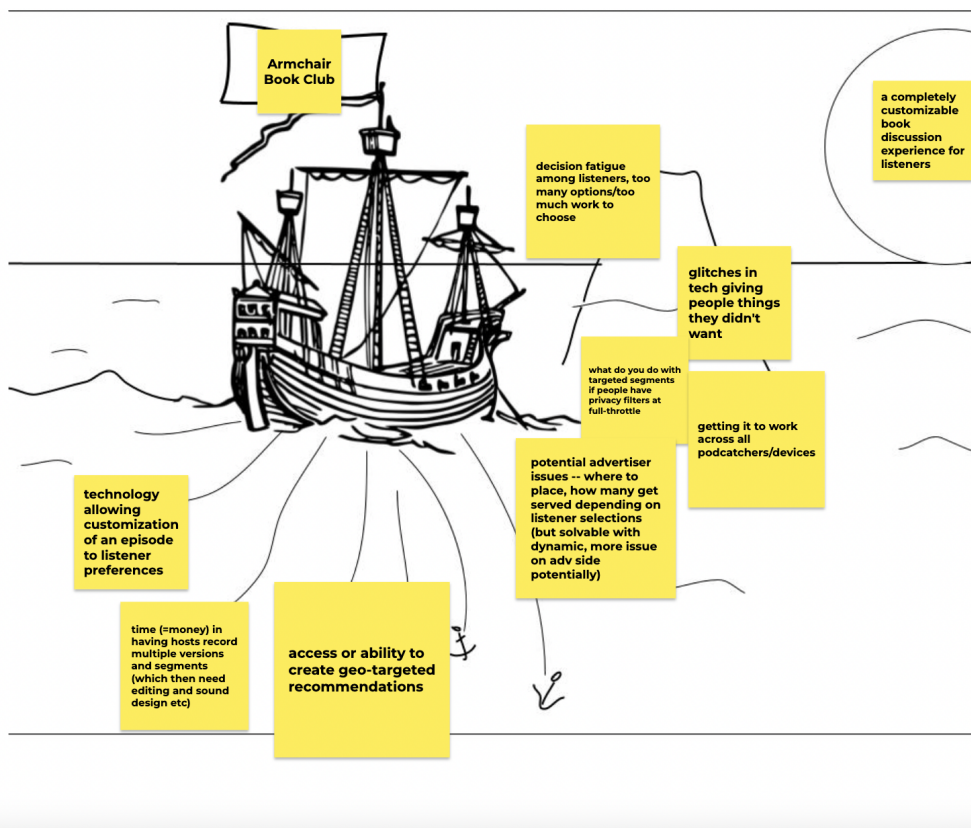 Armchair
Book Club
a completely
customizable
book
discussion
experience for
listeners
decision fatigue
among listeners, too
many options/too
much work to
choose
glitches in
tech giving
people things
they didn't
want
what do you do with
targeted segments
if people have
privacy filters at
full-throttle
getting it to work
across all
podcatchers/devices
potential advertiser
issues -- where to
place, how many get
served depending on
listener selections
(but solvable with
dynamic, more issue
on adv side
potentially)
technology
allowing
customization
of an episode
to listener
preferences
time (=money) in
having hosts record
multiple versions
and segments
(which then need
editing and sound
design etc)
access or ability to
create geo-targeted
recommendations